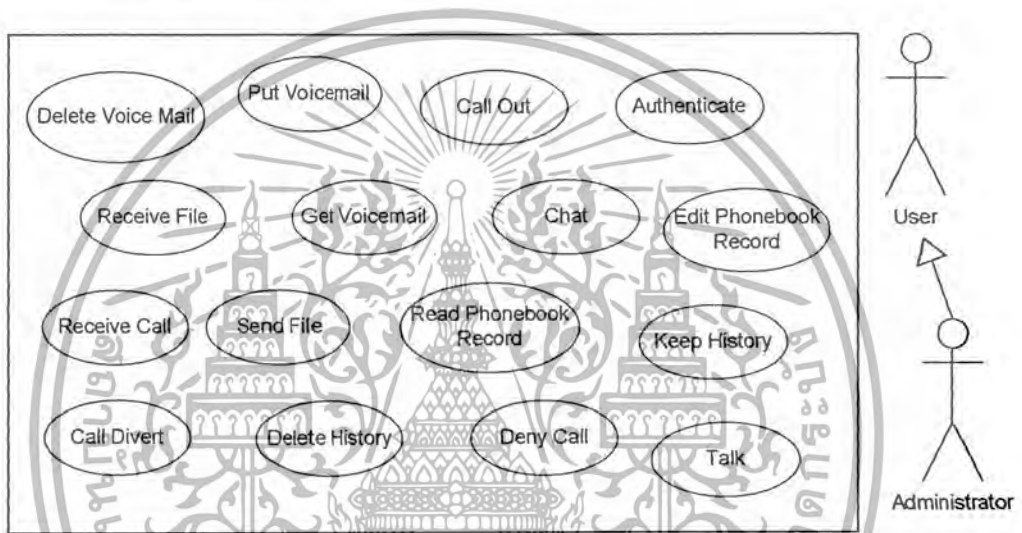 Delete Voice Mail
Put Voicemail
Call Out
Authenticate
Receive File
Get Voicemail
Chat
Edit Phonebook
Record
User
Receive Call
Send File
Read Phonebook
Record
Keep History
Call Divert
Delete History
Deny Call
Talk
Administrator